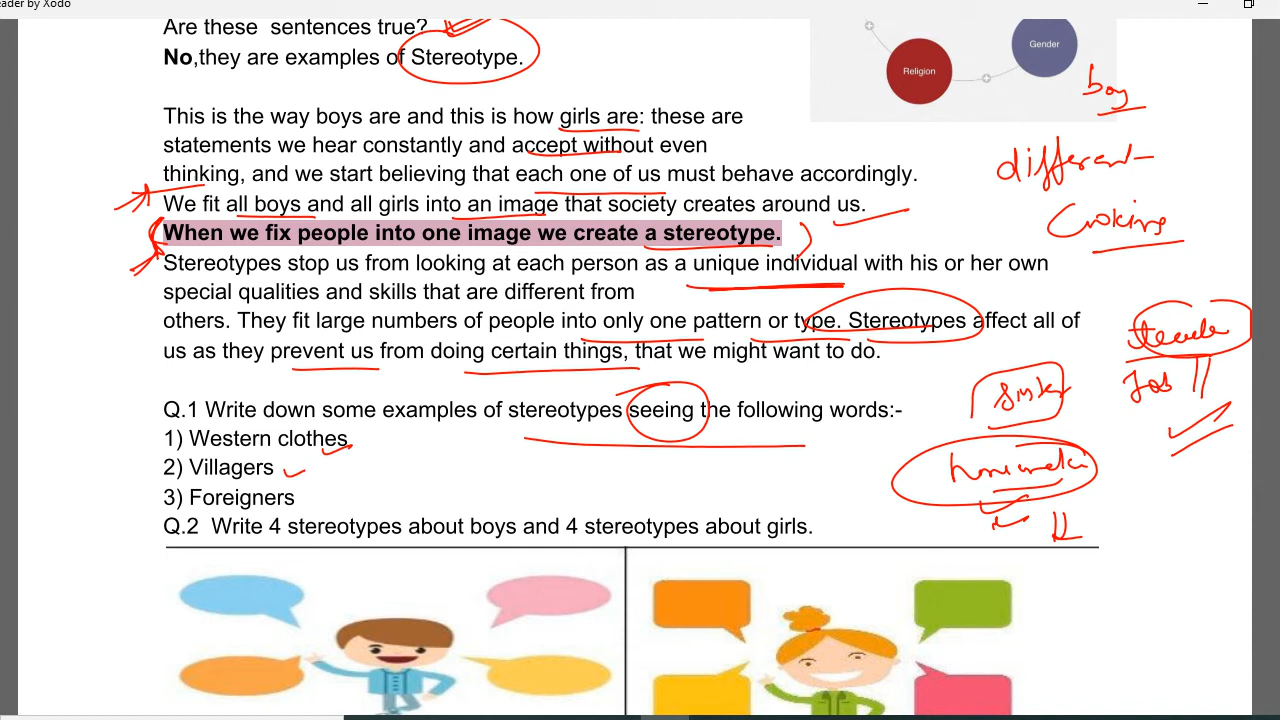 eader by Xodo
Are these sentences true?
No,they are examples of Stereotype.
Religion
Gender
boy
This is the way boys are and this is how girls are: these are
statements we hear constantly and accept without even
thinking, and we start believing that each one of us must behave accordingly.
different
We fit all boys and all girls into an image that society creates around us.
Cooking
When we fix people into one image we create a stereotype.
Stereotypes stop us from looking at each person as a unique individual with his or her own
special qualities and skills that are different from
others. They fit large numbers of people into only one pattern or type. Stereotypes affect all of
us as they prevent us from doing certain things, that we might want to do.
Job
Q.1 Write down some examples of stereotypes seeing the following words:-
1) Western clothes
2) Villagers
3) Foreigners
Q.2 Write 4 stereotypes about boys and 4 stereotypes about girls.